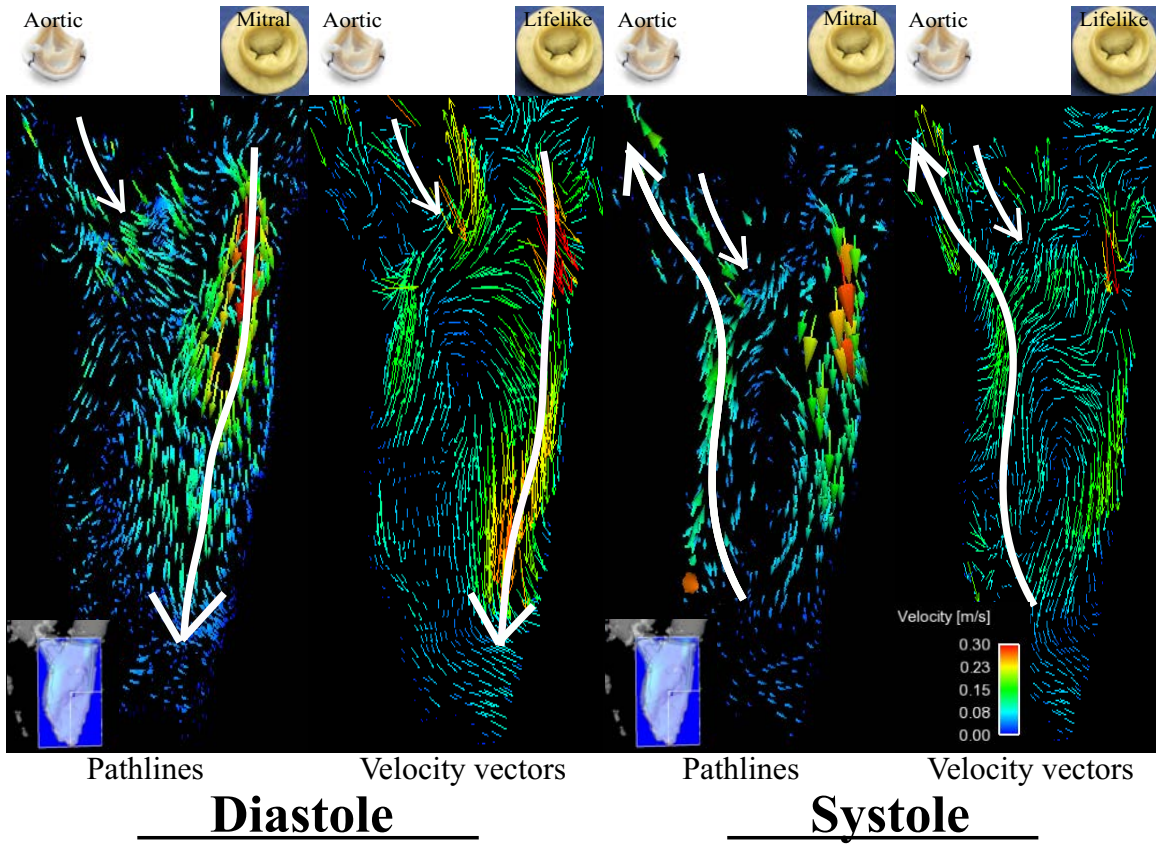 Aortic Mitral Aortic Lifelike Aortic Mitral Aortic Lifelike
Velocity [m/s]
0.30
0.23
0.15
0.08
0.00
Pathlines Velocity vectors Pathlines Velocity vectors
Diastole Systole